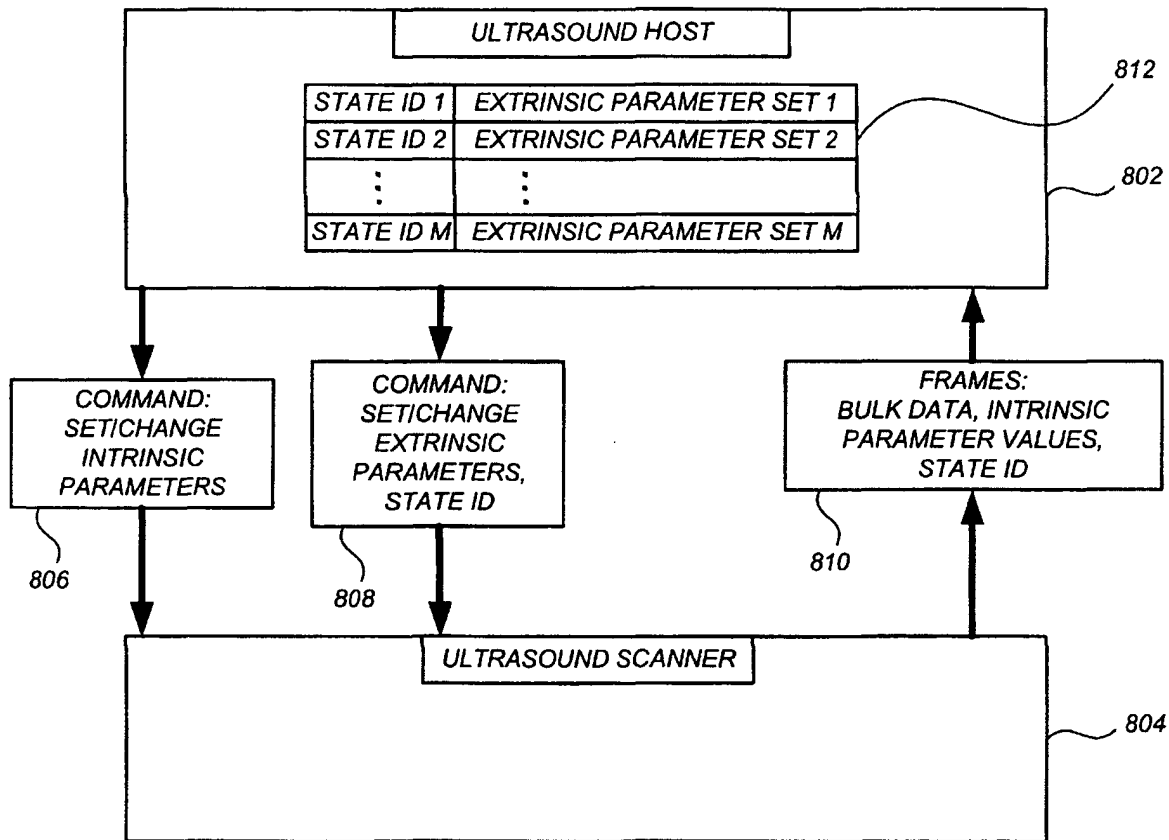 ULTRASOUND HOST
812
STATE ID 1 EXTRINSIC PARAMETER SET 1
STATE ID 2 EXTRINSIC PARAMETER SET 2
802
STATE ID M EXTRINSIC PARAMETER SET M
COMMAND:
SET/CHANGE
INTRINSIC
PARAMETERS
806
COMMAND:
SET/CHANGE
EXTRINSIC
PARAMETERS,
STATE ID
808
FRAMES:
BULK DATA, INTRINSIC
PARAMETER VALUES,
STATE ID
810
ULTRASOUND SCANNER
804